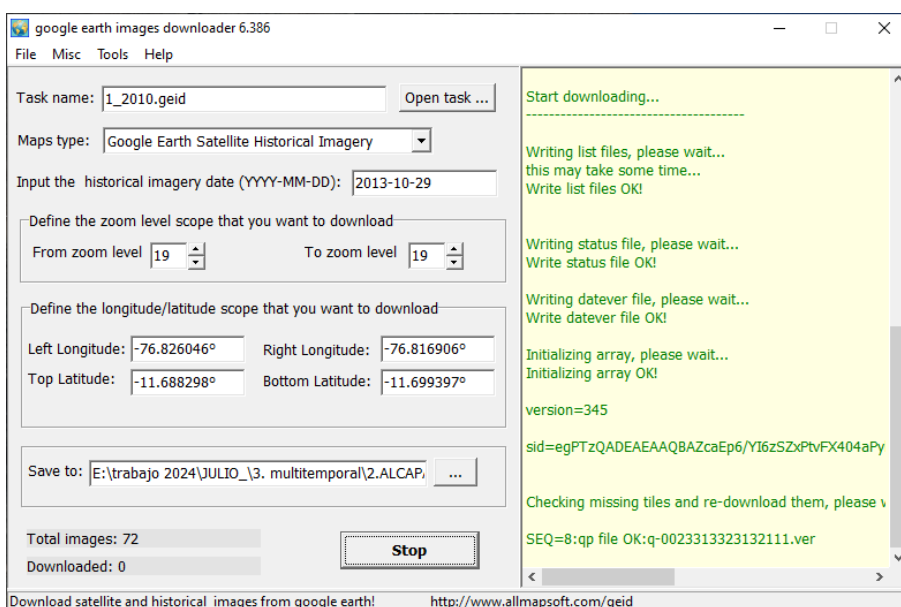 google earth images downloader 6.386
File Misc Tools Help
Task name: 1_2010.geid Open task ...
Maps type: Google Earth Satellite Historical Imagery
Input the historical imagery date (YYYY-MM-DD): 2013-10-29
Define the zoom level scope that you want to download
From zoom level 19 To zoom level 19
Define the longitude/latitude scope that you want to download
Left Longitude: -76.826046º Right Longitude: -76.816906º
Top Latitude: -11.688298º Bottom Latitude: -11.699397º
Save to: E:\trabajo 2024\JULIO_\3. multitemporal\2.ALCAPA ...
Total images: 72
Downloaded: 0
Stop
Start downloading...
--------------------------------------
Writing list files, please wait...
this may take some time...
Write list files OK!
Writing status file, please wait...
Write status file OK!
Writing datever file, please wait...
Write datever file OK!
Initializing array, please wait...
Initializing array OK!
version=345
sid=egPTzQADEAEAAQBAZcaEp6/YI6zSZxPtvFX404aPy
Checking missing tiles and re-download them, please
SEQ=8:qp file OK:q-0023313323132111.ver
Download satellite and historical images from google earth! http://www.allmapsoft.com/geid